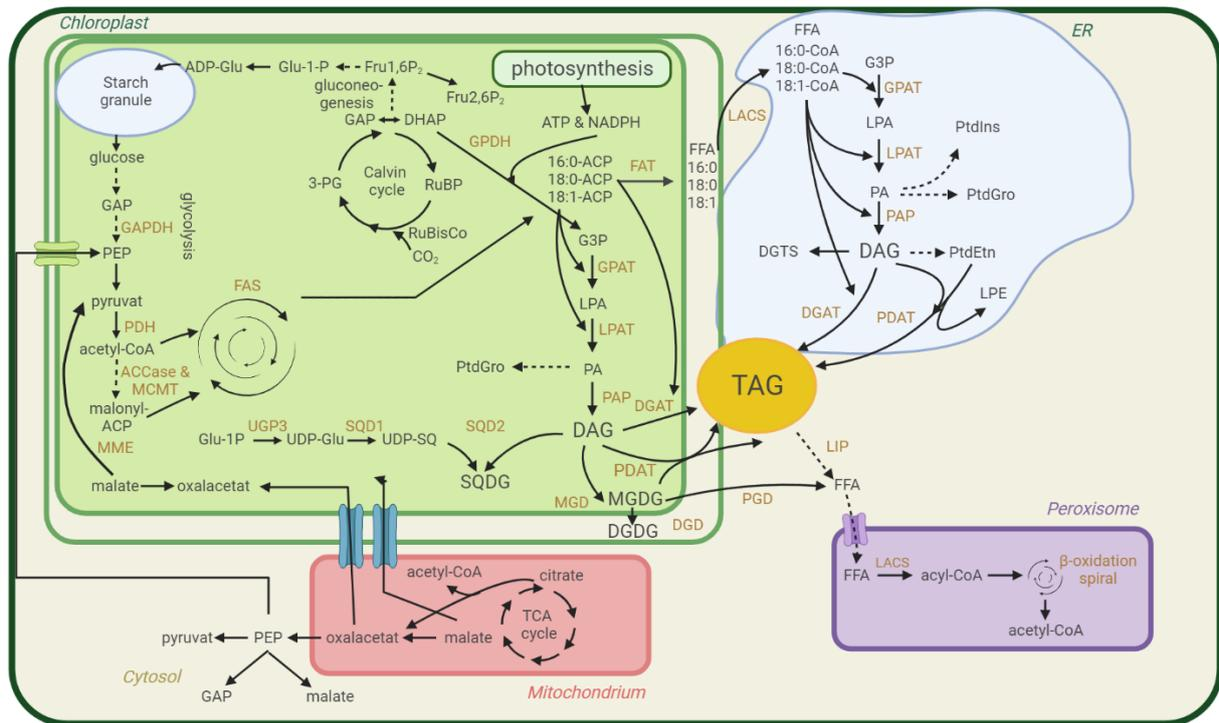 Chloroplast
ER
Starch
granule
ADP-Glu
Glu-1-P
Fru1,6P₂
gluconeo-
genesis
Fru2,6P₂
photosynthesis
ATP & NADPH
GAP
DHAP
GPDH
glucose
GAP
GAPDH
PEP
glycolysis
pyruvat
PDH
acetyl-CoA
ACCase &
MCMT
malonyl-
ACP
MME
malate
oxalacetat
FAS
3-PG
Calvin
cycle
RuBP
RuBisCo
CO₂
16:0-ACP
18:0-ACP
18:1-ACP
FAT
FFA
16:0
18:0
18:1
G3P
GPAT
LPA
LPAT
PtdGro
PA
PAP
DGAT
DAG
Glu-1P
UGP3
UDP-Glu
SQD1
UDP-SQ
SQD2
SQDG
PDAT
MGD
MGDG
DGDG
DGD
PGD
LACS
FFA
16:0-CoA
18:0-CoA
18:1-CoA
G3P
GPAT
LPA
LPAT
PtdIns
PA
PtdGro
PAP
DGTS
DAG
PtdEtn
LPE
DGAT
PDAT
TAG
LIP
FFA
Peroxisome
FFA
LACS
acyl-CoA
β-oxidation
spiral
acetyl-CoA
acetyl-CoA
citrate
TCA
cycle
pyruvat
PEP
oxalacetat
malate
GAP
malate
Cytosol
Mitochondrium